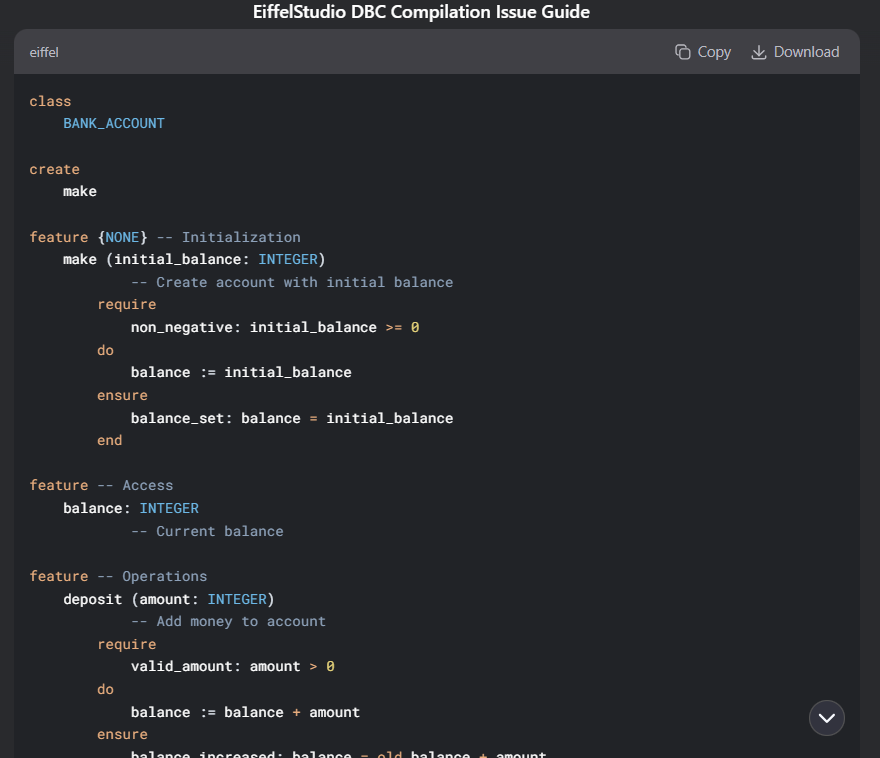 EiffelStudio DBC Compilation Issue Guide
eiffel Copy Download
class
BANK_ACCOUNT
create
make
feature {NONE} -- Initialization
make (initial_balance: INTEGER)
-- Create account with initial balance
require
non_negative: initial_balance >= 0
do
balance := initial_balance
ensure
balance_set: balance = initial_balance
end
feature -- Access
balance: INTEGER
-- Current balance
feature -- Operations
deposit (amount: INTEGER)
-- Add money to account
require
valid_amount: amount > 0
do
balance := balance + amount
ensure
balance_increased: balance = old balance + amount